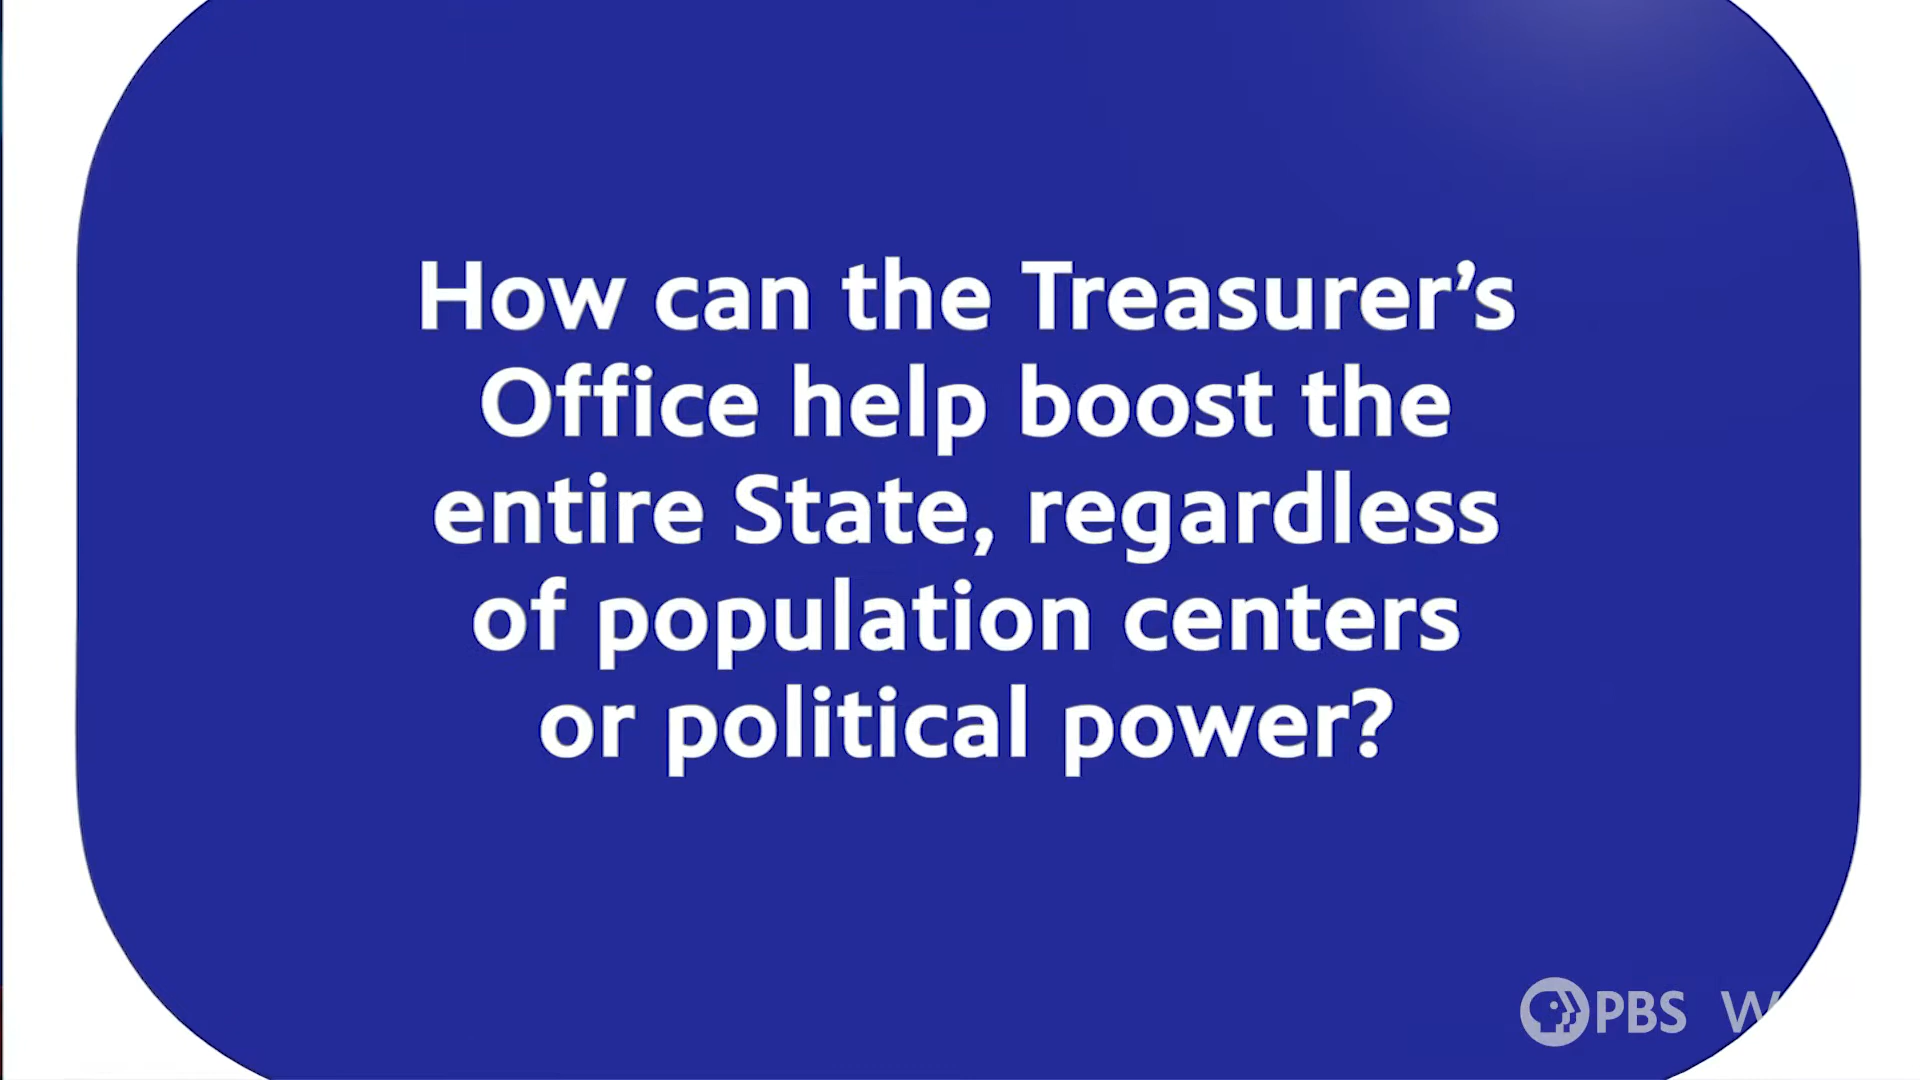 How can the Treasurer’s
Office help boost the
entire State, regardless
of population centers
or political power?
PBS W